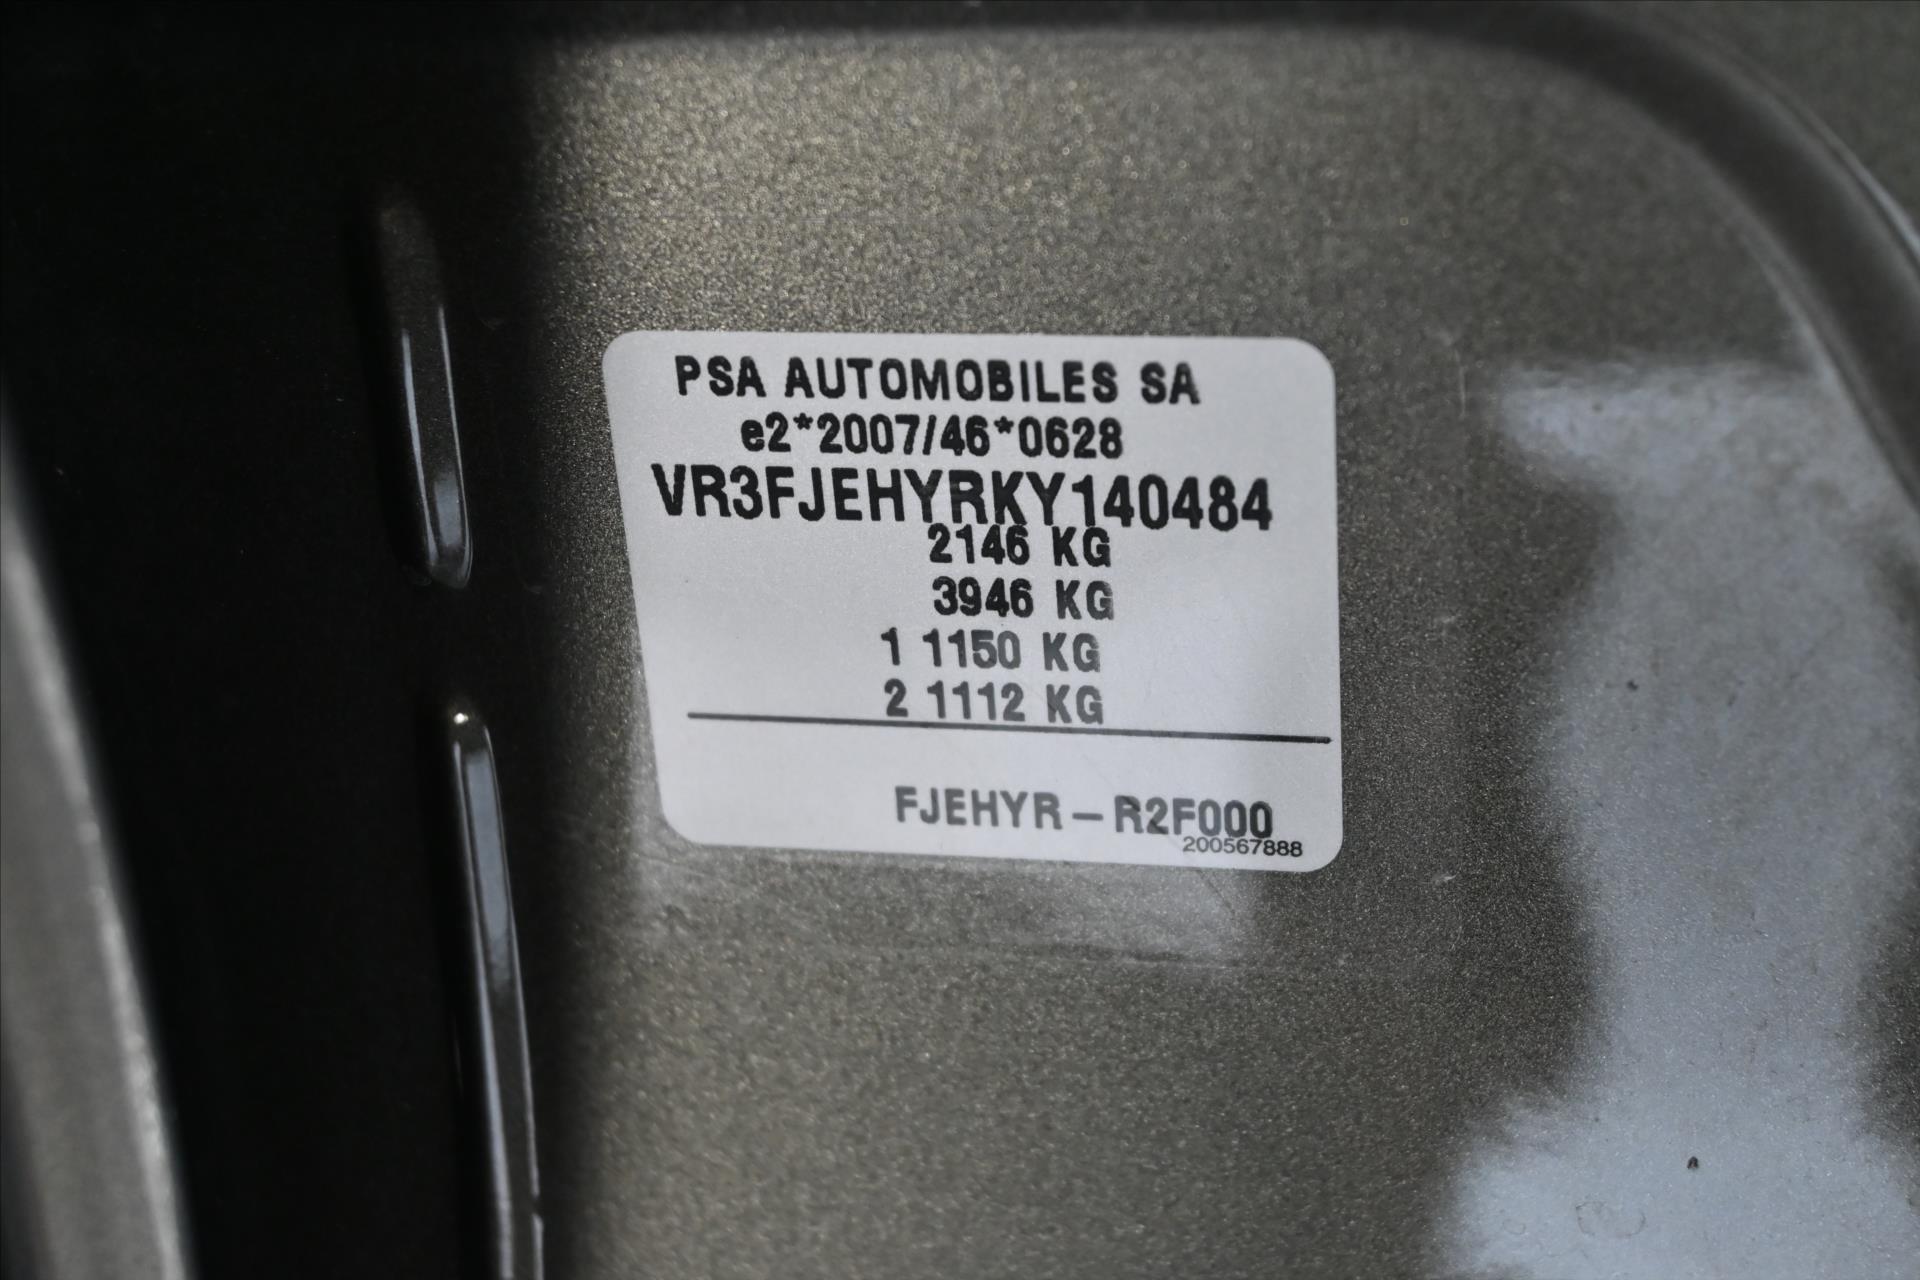 PSA AUTOMOBILES SA
e2*2007/46*0628
VR3FJEHYRKY140484
2146 KG
3946 KG
1 1150 KG
2 1112 KG
FJEHYR – R2F000
200567888